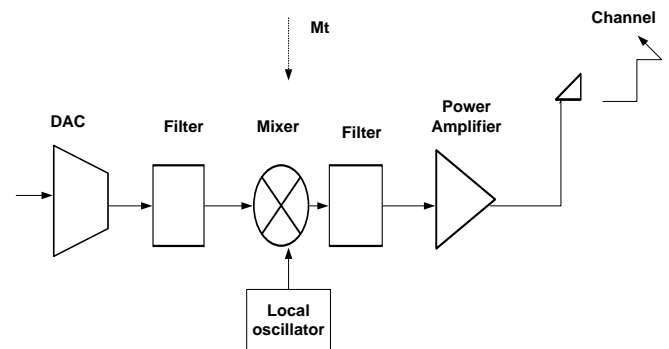 Mt
Channel
DAC
Filter
Mixer
Filter
Power
Amplifier
Local
oscillator